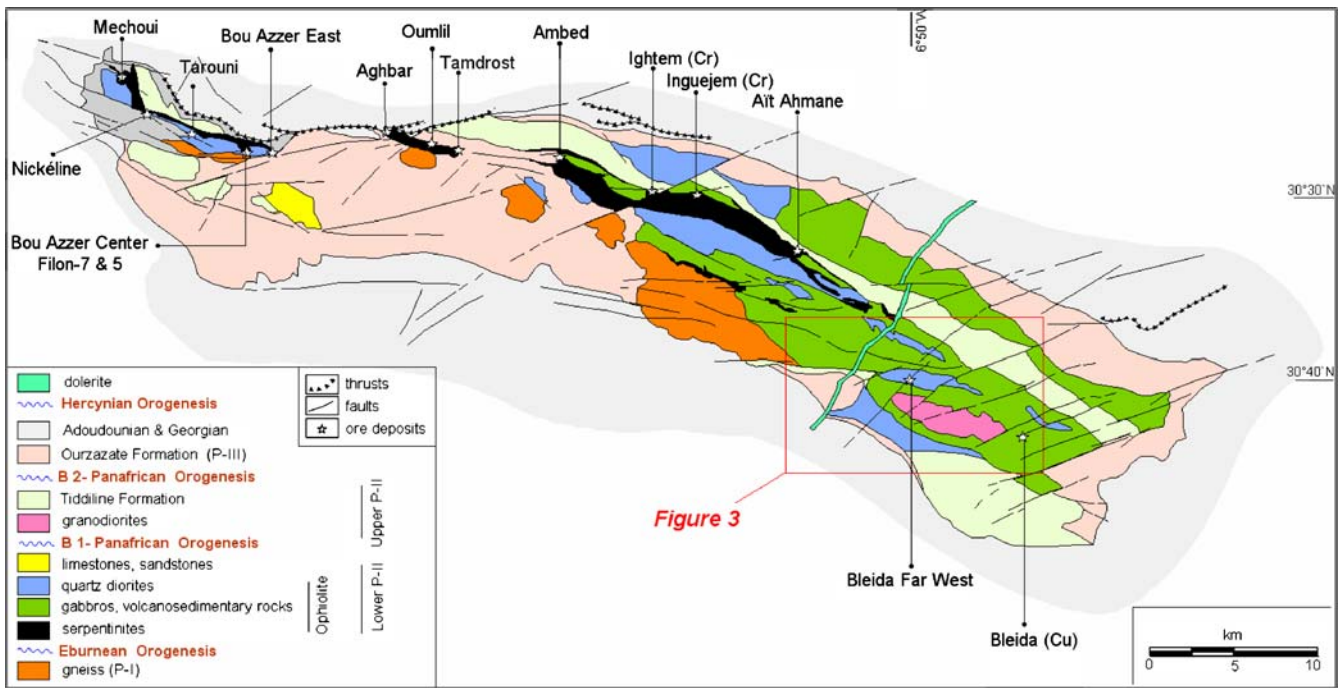 Mechoui
Bou Azzer East
Tarouni
Oumlil
Aghbar
Tamdrost
Ambed
Ightem (Cr)
Inguejem (Cr)
Aït Ahmane
6°50 W.
30°30`N
30°40`N
Nickéline
Bou Azzer Center
Filon-7 & 5
Figure 3
Bleida Far West
Bleida (Cu)
dolerite
Hercynian Orogenesis
Adoudounian & Georgian
Ourzazate Formation (P-III)
B 2- Panafrican Orogenesis
Tiddiline Formation
granodiorites
B 1- Panafrican Orogenesis
limestones, sandstones
quartz diorites
gabbros, volcanosedimentary rocks
serpentinites
Eburnean Orogenesis
gneiss (P-I)
Ophiolite
Lower P-II
Upper P-II
thrusts
faults
ore deposits
km
0 5 10